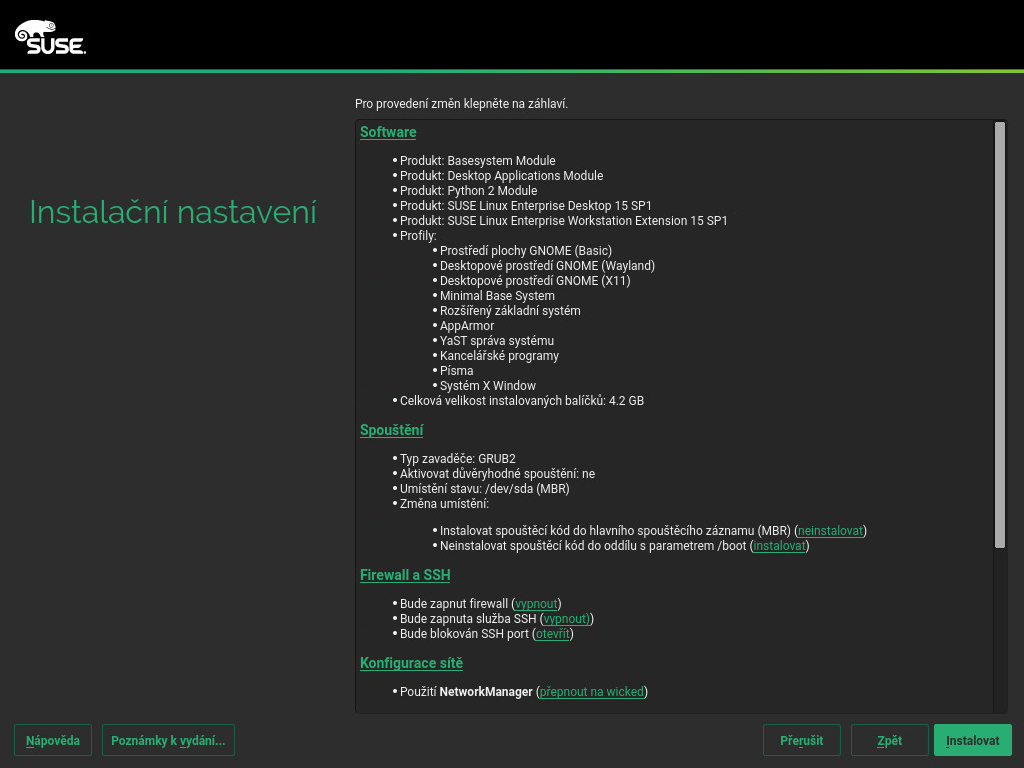 SUSE.
Pro provedení změn klepněte na záhlaví.
Instalační nastavení
Software
• Produkt: Basesystem Module
• Produkt: Desktop Applications Module
• Produkt: Python 2 Module
• Produkt: SUSE Linux Enterprise Desktop 15 SP1
• Produkt: SUSE Linux Enterprise Workstation Extension 15 SP1
• Profily:
• Prostředí plochy GNOME (Basic)
• Desktopové prostředí GNOME (Wayland)
• Desktopové prostředí GNOME (X11)
• Minimal Base System
• Rozšířený základní systém
• AppArmor
• YaST správa systému
• Kancelářské programy
• Písma
• Systém X Window
• Celková velikost instalovaných balíčků: 4.2 GB
Spouštění
• Typ zavaděče: GRUB2
• Aktivovat důvěryhodné spouštění: ne
• Umístění stavu: /dev/sda (MBR)
• Změna umístění:
• Instalovat spouštěcí kód do hlavního spouštěcího záznamu (MBR) (neinstalovat)
• Neinstalovat spouštěcí kód do oddílu s parametrem /boot (instalovat)
Firewall a SSH
• Bude zapnut firewall (vypnout)
• Bude zapnuta služba SSH (vypnout))
• Bude blokován SSH port (otevřít)
Konfigurace sítě
• Použití NetworkManager (přepnout na wicked)
Nápověda
Poznámky k vydání...
Přerušit
Zpět
Instalovat